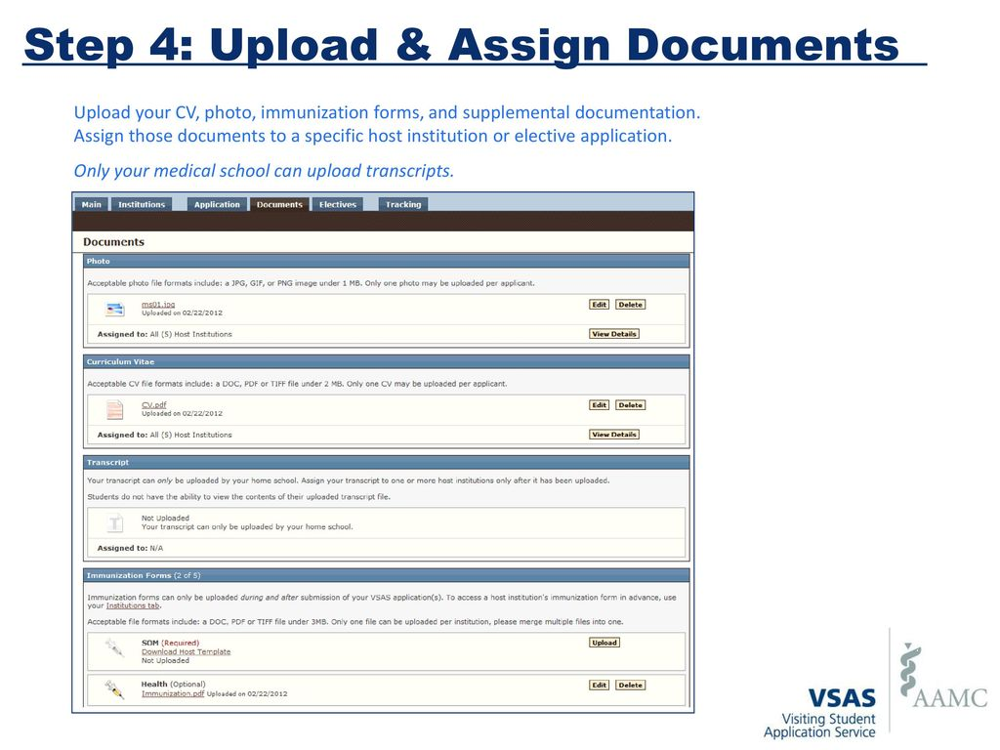 Step 4: Upload & Assign Documents
Upload your CV, photo, immunization forms, and supplemental documentation.
Assign those documents to a specific host institution or elective application.
Only your medical school can upload transcripts.
Main Institutions Application Documents Electives Tracking
Documents
Photo
Acceptable photo file formats include: a JPG, GIF, or PNG image under 1 MB. Only one photo may be uploaded per applicant.
ms01.jpg Edit Delete
Uploaded on 02/22/2012
Assigned to: All (5) Host Institutions View Details
Curriculum Vitae
Acceptable CV file formats include: a DOC, PDF or TIFF file under 2 MB. Only one CV may be uploaded per applicant.
CV.pdf Edit Delete
Uploaded on 02/22/2012
Assigned to: All (5) Host Institutions View Details
Transcript
Your transcript can only be uploaded by your home school. Assign your transcript to one or more host institutions only after it has been uploaded.
Students do not have the ability to view the contents of their uploaded transcript file.
T Not Uploaded
Your transcript can only be uploaded by your home school.
Assigned to: N/A
Immunization Forms (2 of 5)
Immunization forms can only be uploaded during and after submission of your VSAS application(s). To access a host institution's immunization form in advance, use
your Institutions tab.
Acceptable file formats include: a DOC, PDF or TIFF file under 3MB. Only one file can be uploaded per institution, please merge multiple files into one.
SOM (Required) Upload
Download Host Template
Not Uploaded
Health (Optional) Edit Delete
Immunization.pdf Uploaded on 02/22/2012
VSAS
Visiting Student
Application Service
AAMC